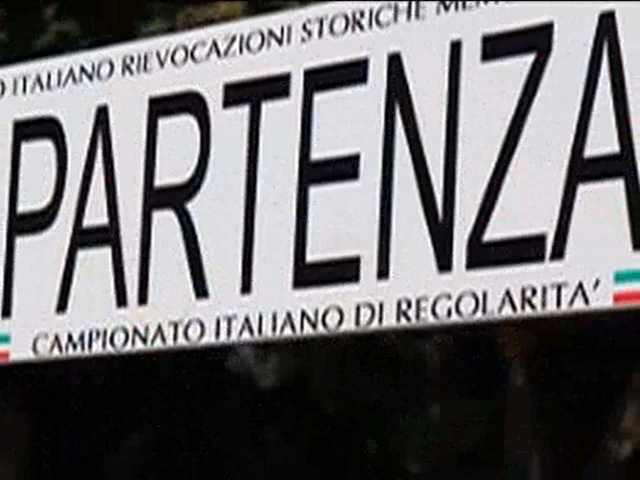 ITALIANO RIEVOCAZIONI STORICHE
PARTENZA
CAMPIONATO ITALIANO DI REGOLARITA'